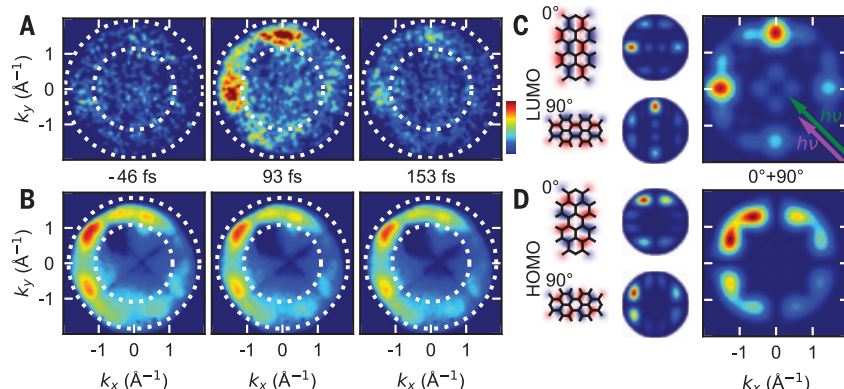 A
k_y (Å⁻¹)
1
0
-1
-46 fs
93 fs
153 fs
B
k_y (Å⁻¹)
1
0
-1
-1 0 1
-1 0 1
-1 0 1
k_x (Å⁻¹)
k_x (Å⁻¹)
k_x (Å⁻¹)
C
LUMO
0°
90°
hν
hν
0°+90°
D
HOMO
0°
90°
-1 0 1
k_x (Å⁻¹)